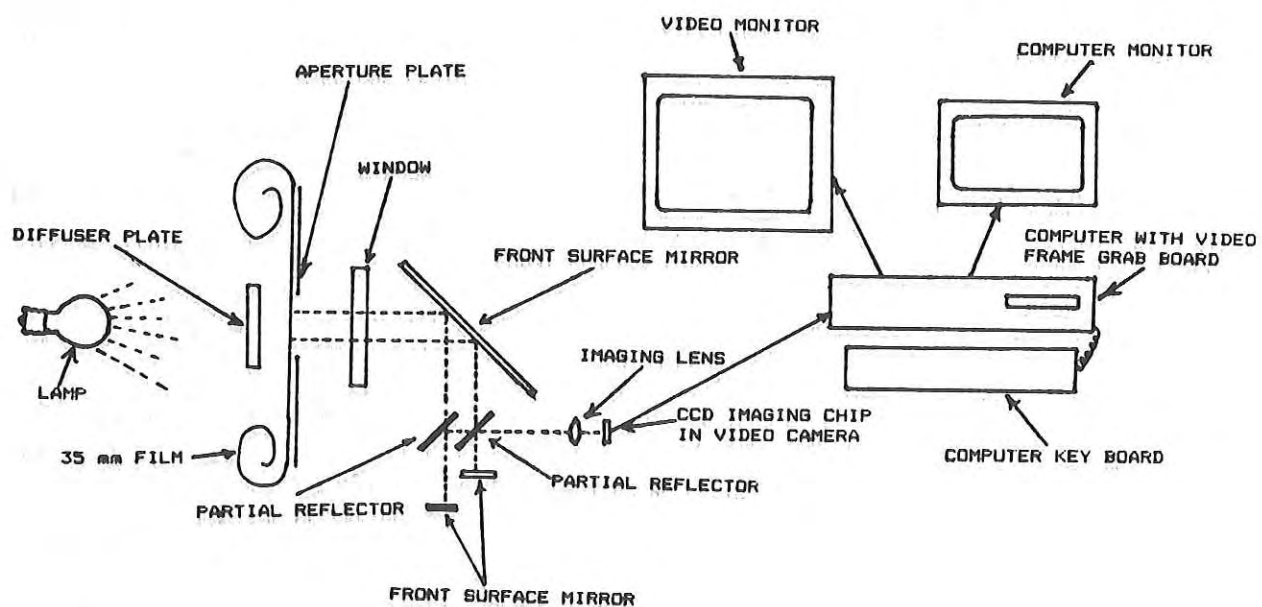 VIDEO MONITOR
COMPUTER MONITOR
APERTURE PLATE
WINDOW
DIFFUSER PLATE
FRONT SURFACE MIRROR
COMPUTER WITH VIDEO
FRAME GRAB BOARD
IMAGING LENS
LAMP
CCD IMAGING CHIP
IN VIDEO CAMERA
35 mm FILM
COMPUTER KEY BOARD
PARTIAL REFLECTOR
PARTIAL REFLECTOR
FRONT SURFACE MIRROR